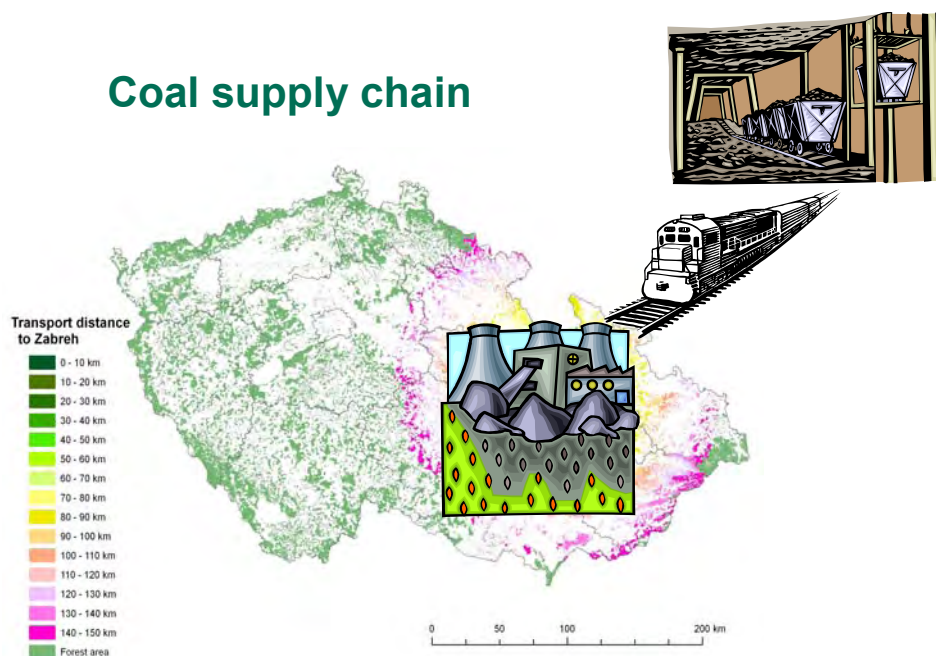 Coal supply chain
Transport distance
to Zabreh
0 - 10 km
10 - 20 km
20 - 30 km
30 - 40 km
40 - 50 km
50 - 60 km
60 - 70 km
70 - 80 km
80 - 90 km
90 - 100 km
100 - 110 km
110 - 120 km
120 - 130 km
130 - 140 km
140 - 150 km
Forest area
0 50 100 200 km